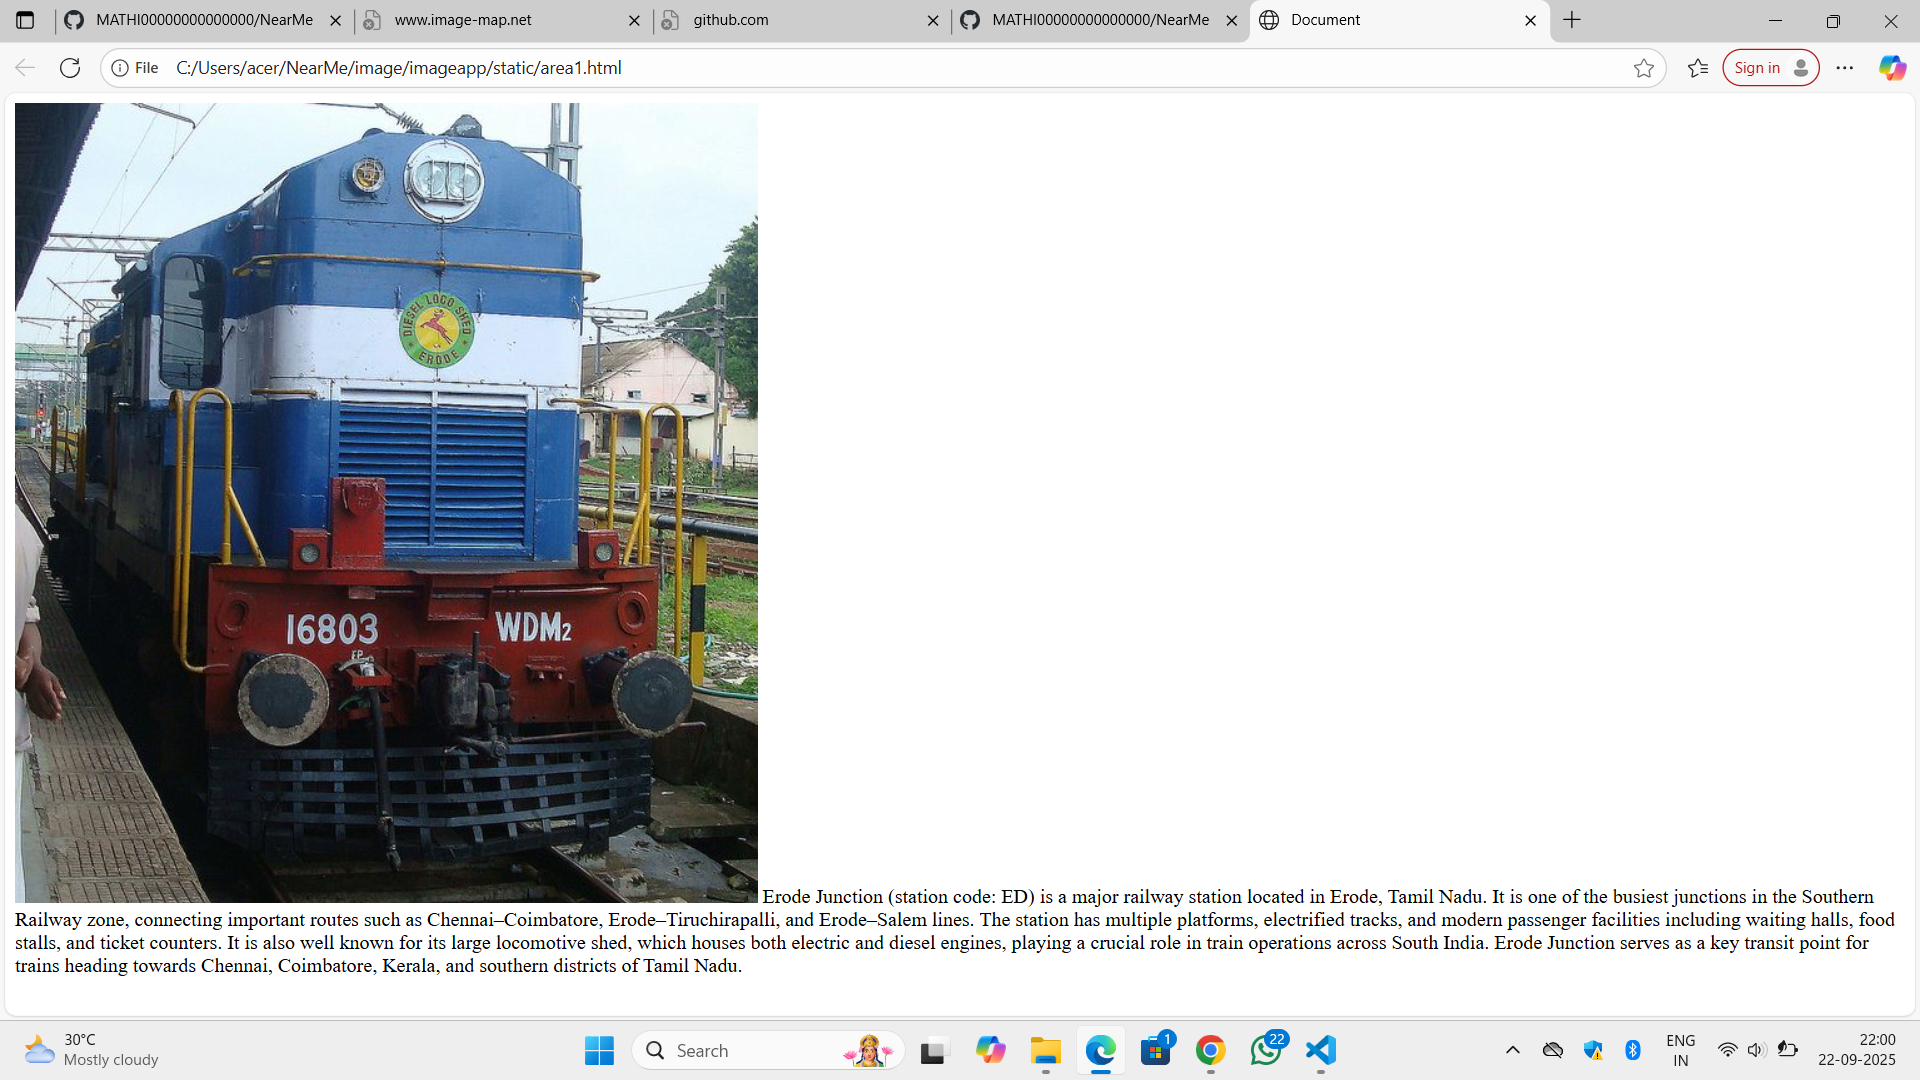 MATHI00000000000000/NearMe
www.image-map.net
github.com
MATHI00000000000000/NearMe
Document
File
C:/Users/acer/NearMe/image/imageapp/static/area1.html
Sign in
DIESEL LOCO SHED
ERODE
16803
WDM2
EP
Erode Junction (station code: ED) is a major railway station located in Erode, Tamil Nadu. It is one of the busiest junctions in the Southern
Railway zone, connecting important routes such as Chennai–Coimbatore, Erode–Tiruchirapalli, and Erode–Salem lines. The station has multiple platforms, electrified tracks, and modern passenger facilities including waiting halls, food
stalls, and ticket counters. It is also well known for its large locomotive shed, which houses both electric and diesel engines, playing a crucial role in train operations across South India. Erode Junction serves as a key transit point for
trains heading towards Chennai, Coimbatore, Kerala, and southern districts of Tamil Nadu.
30°C
Mostly cloudy
Search
1
22
ENG
IN
22:00
22-09-2025